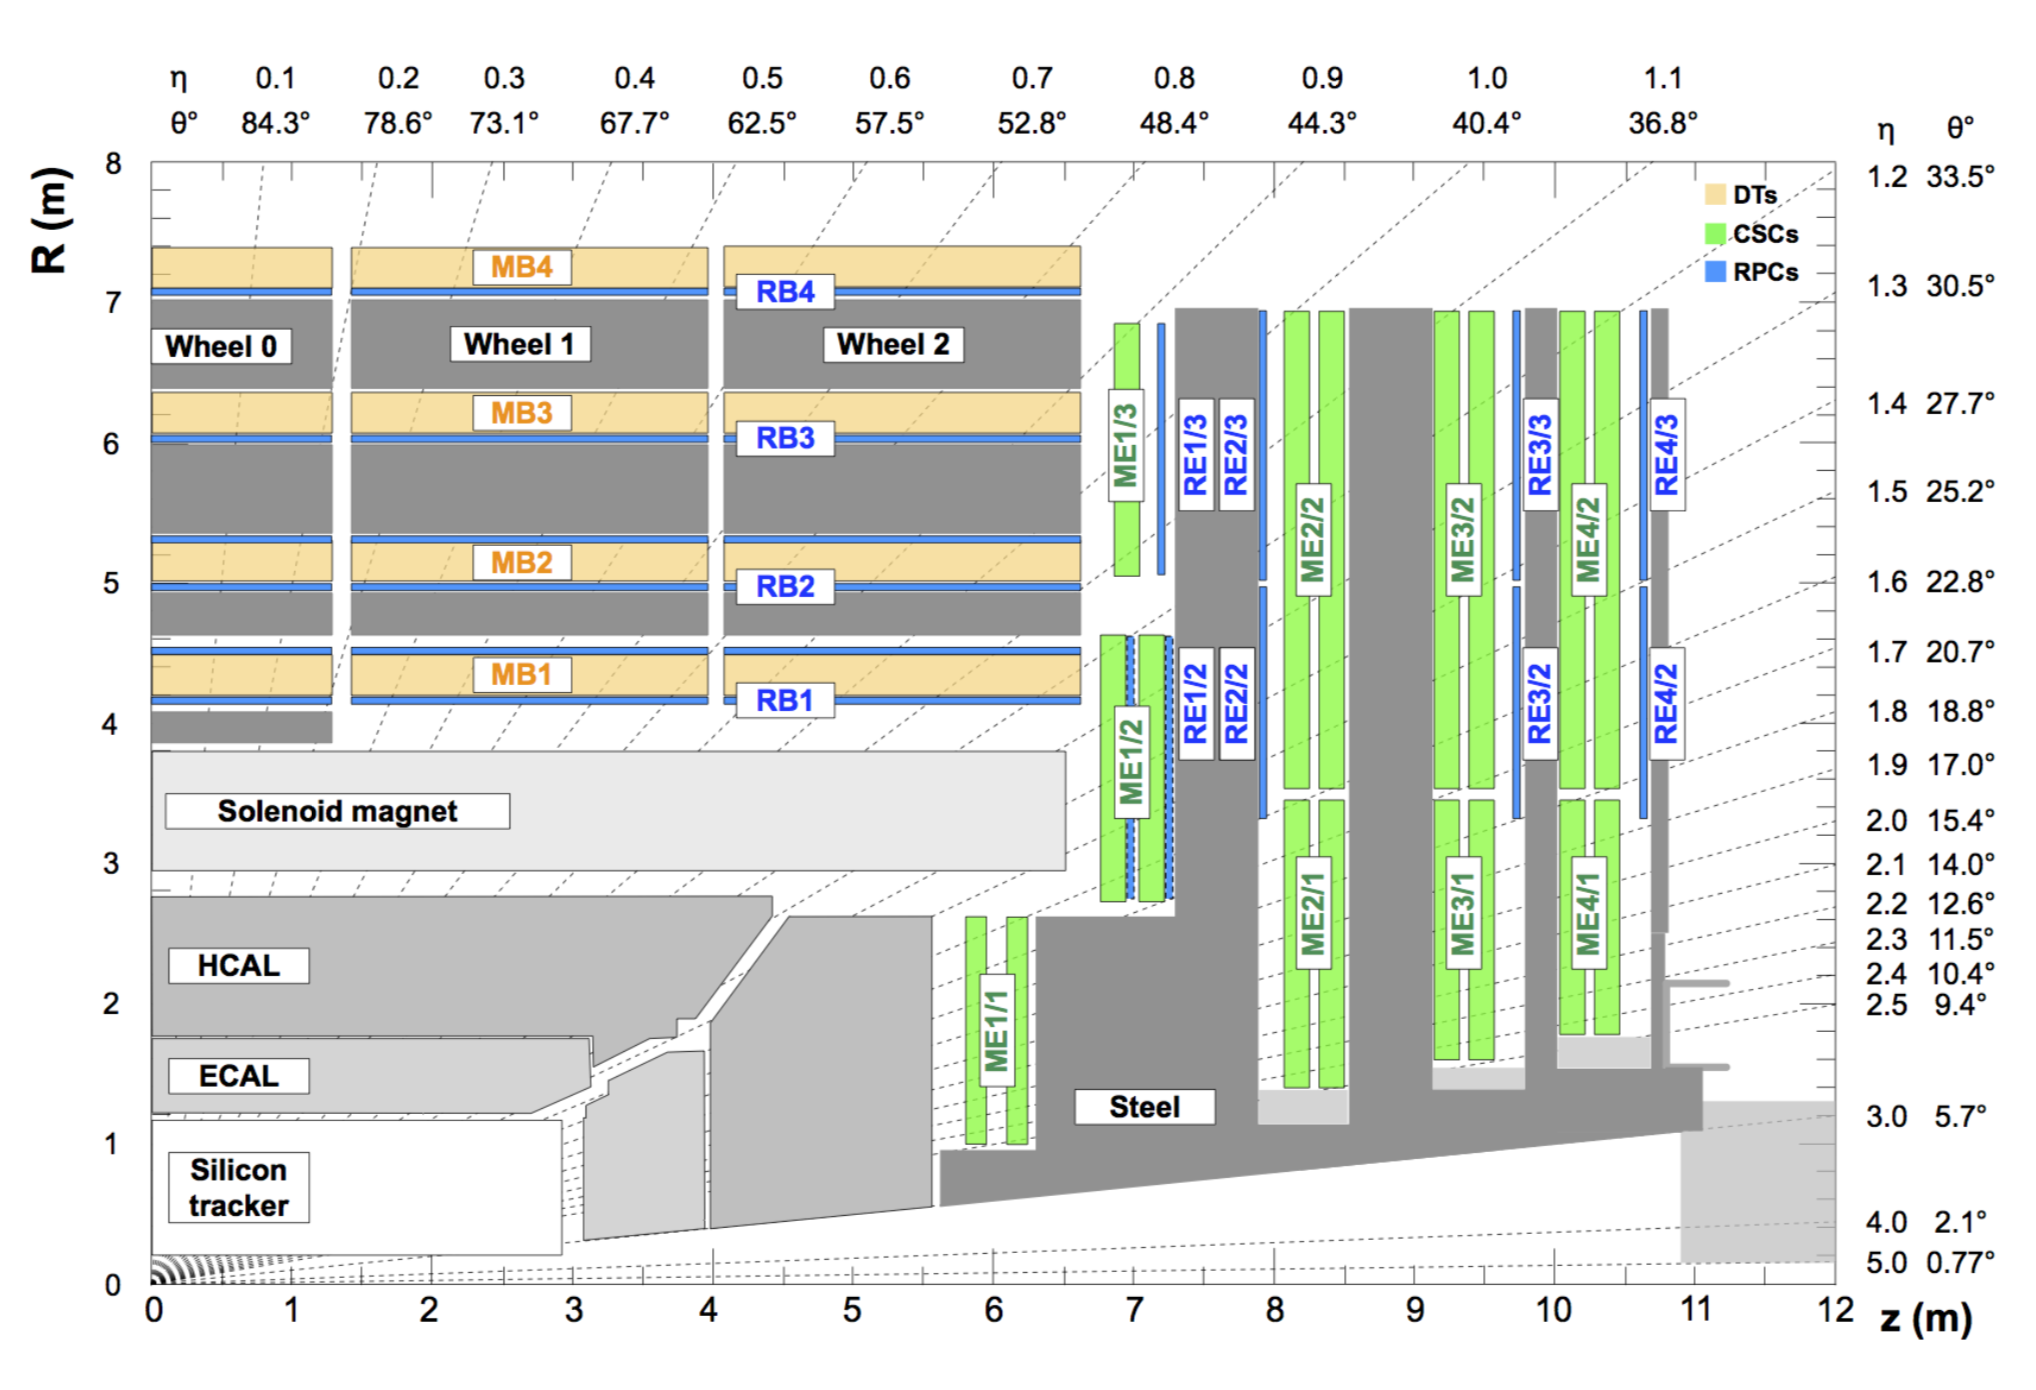 η 0.1 0.2 0.3 0.4 0.5 0.6 0.7 0.8 0.9 1.0 1.1
θ° 84.3° 78.6° 73.1° 67.7° 62.5° 57.5° 52.8° 48.4° 44.3° 40.4° 36.8°
η θ°
R (m)
8
7
6
5
4
3
2
1
0
0 1 2 3 4 5 6 7 8 9 10 11 12
z (m)
1.2 33.5°
1.3 30.5°
1.4 27.7°
1.5 25.2°
1.6 22.8°
1.7 20.7°
1.8 18.8°
1.9 17.0°
2.0 15.4°
2.1 14.0°
2.2 12.6°
2.3 11.5°
2.4 10.4°
2.5 9.4°
3.0 5.7°
4.0 2.1°
5.0 0.77°
DTs
CSCs
RPCs
MB4
RB4
Wheel 0
Wheel 1
Wheel 2
MB3
RB3
MB2
RB2
MB1
RB1
Solenoid magnet
HCAL
ECAL
Silicon
tracker
Steel
ME1/3
RE1/3
RE2/3
ME2/2
ME3/2
RE3/3
ME4/2
RE4/3
ME1/2
RE1/2
RE2/2
RE3/2
RE4/2
ME1/1
ME2/1
ME3/1
ME4/1